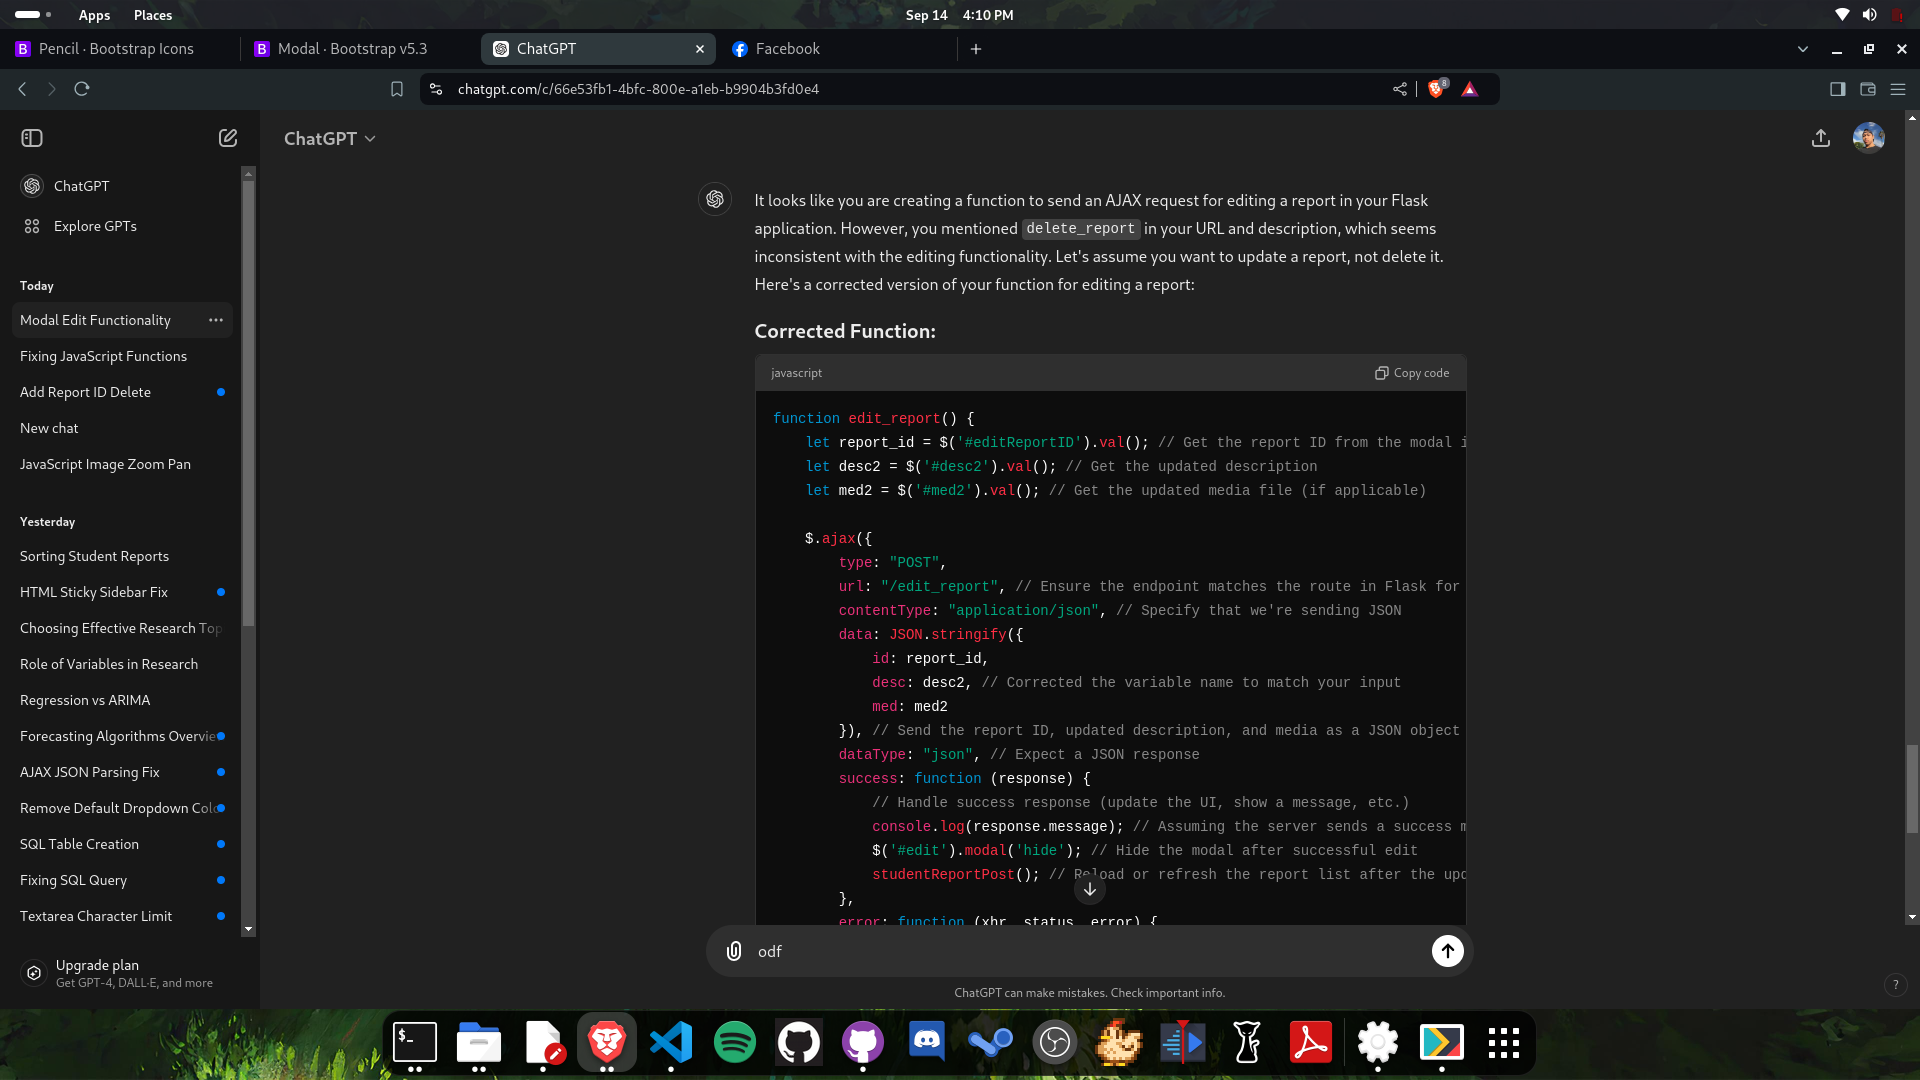 Apps Places Sep 14 4:10 PM
Pencil · Bootstrap Icons
Modal · Bootstrap v5.3
ChatGPT
Facebook
chatgpt.com/c/66e53fb1-4bfc-800e-a1eb-b9904b3fd0e4
8
ChatGPT
Explore GPTs
Today
Modal Edit Functionality
Fixing JavaScript Functions
Add Report ID Delete
New chat
JavaScript Image Zoom Pan
Yesterday
Sorting Student Reports
HTML Sticky Sidebar Fix
Choosing Effective Research Top
Role of Variables in Research
Regression vs ARIMA
Forecasting Algorithms Overvie
AJAX JSON Parsing Fix
Remove Default Dropdown Colo
SQL Table Creation
Fixing SQL Query
Textarea Character Limit
Upgrade plan
Get GPT-4, DALL·E, and more
ChatGPT
It looks like you are creating a function to send an AJAX request for editing a report in your Flask
application. However, you mentioned delete_report in your URL and description, which seems
inconsistent with the editing functionality. Let's assume you want to update a report, not delete it.
Here's a corrected version of your function for editing a report:
Corrected Function:
javascript
Copy code
function edit_report() {
let report_id = $('#editReportID').val(); // Get the report ID from the modal i
let desc2 = $('#desc2').val(); // Get the updated description
let med2 = $('#med2').val(); // Get the updated media file (if applicable)
$.ajax({
type: "POST",
url: "/edit_report", // Ensure the endpoint matches the route in Flask for
contentType: "application/json", // Specify that we're sending JSON
data: JSON.stringify({
id: report_id,
desc: desc2, // Corrected the variable name to match your input
med: med2
}), // Send the report ID, updated description, and media as a JSON object
dataType: "json", // Expect a JSON response
success: function (response) {
// Handle success response (update the UI, show a message, etc.)
console.log(response.message); // Assuming the server sends a success m
$('#edit').modal('hide'); // Hide the modal after successful edit
studentReportPost(); // Reload or refresh the report list after the upd
},
error: function (xhr, status, error) {
odf
ChatGPT can make mistakes. Check important info.
?